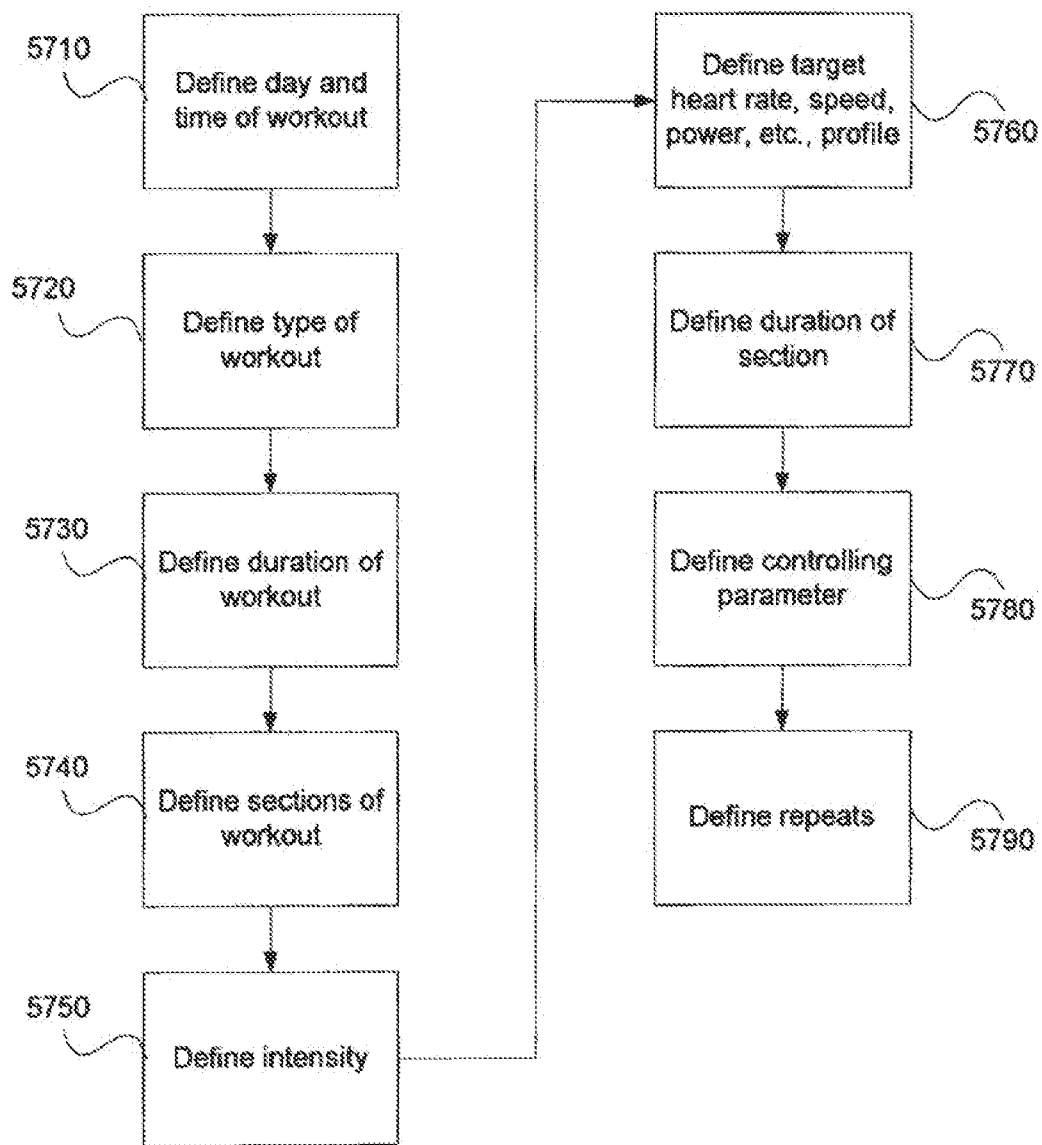 5710
Define day and
time of workout
5720
Define type of
workout
5730
Define duration of
workout
5740
Define sections of
workout
5750
Define intensity
Define target
heart rate, speed,
power, etc., profile
5760
Define duration of
section
5770
Define controlling
parameter
5780
Define repeats
5790